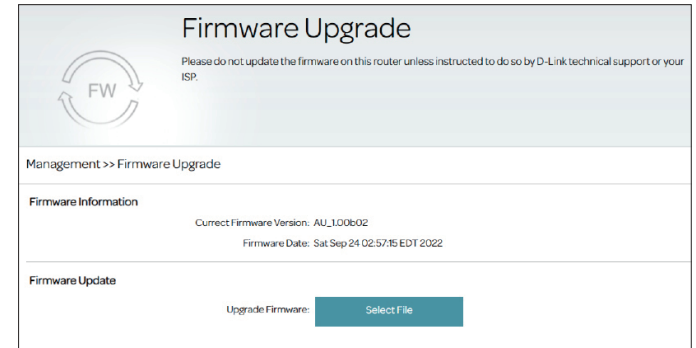 Firmware Upgrade
Please do not update the firmware on this router unless instructed to do so by D-Link technical support or your
ISP.
FW
Management >> Firmware Upgrade
Firmware Information
Currect Firmware Version: AU_1.00b02
Firmware Date: Sat Sep 24 02:57:15 EDT 2022
Firmware Update
Upgrade Firmware: Select File